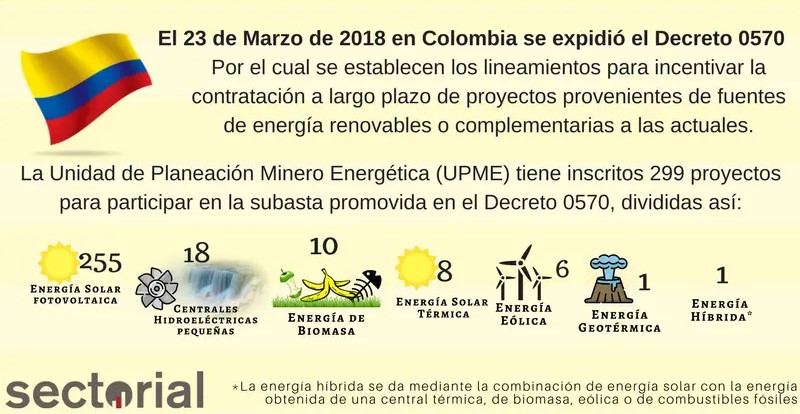 El 23 de Marzo de 2018 en Colombia se expidió el Decreto 0570
Por el cual se establecen los lineamientos para incentivar la
contratación a largo plazo de proyectos provenientes de fuentes
de energía renovables o complementarias a las actuales.
La Unidad de Planeación Minero Energética (UPME) tiene inscritos 299 proyectos
para participar en la subasta promovida en el Decreto 0570, divididas así:
255
Energía Solar
fotovoltaica
18
Centrales
Hidroeléctricas
pequeñas
10
Energía de
Biomasa
8
Energía Solar
Térmica
6
Energía
Eólica
1
Energía
Geotérmica
1
Energía
Híbrida*
sectorial
*La energía híbrida se da mediante la combinación de energía solar con la energía
obtenida de una central térmica, de biomasa, eólica o de combustibles fósiles